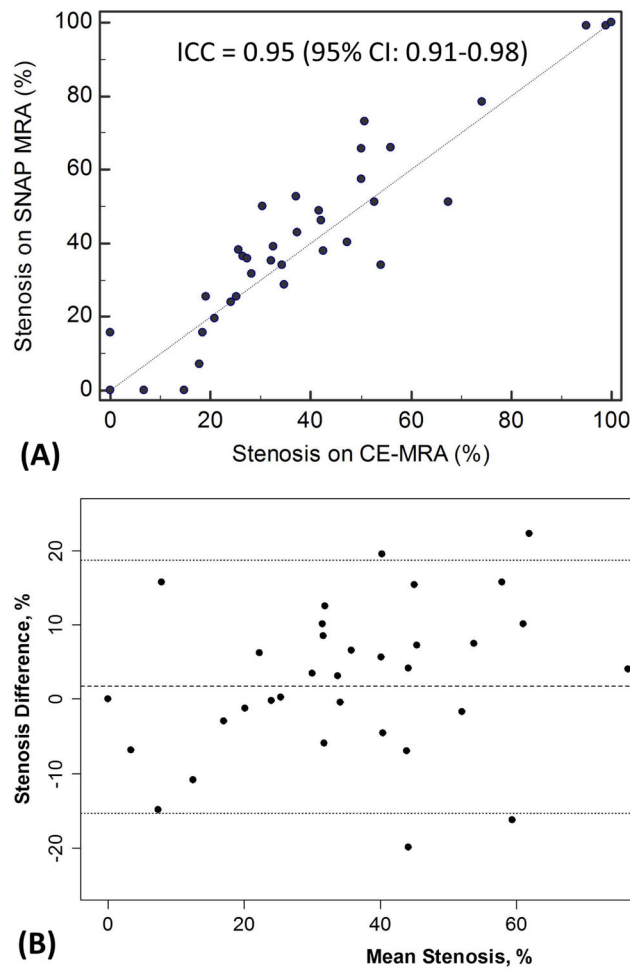 100
80
60
40
20
0
Stenosis on SNAP MRA (%)
ICC = 0.95 (95% CI: 0.91-0.98)
0 20 40 60 80 100
Stenosis on CE-MRA (%)
(A)
20
10
0
-10
-20
Stenosis Difference, %
0 20 40 60
Mean Stenosis, %
(B)